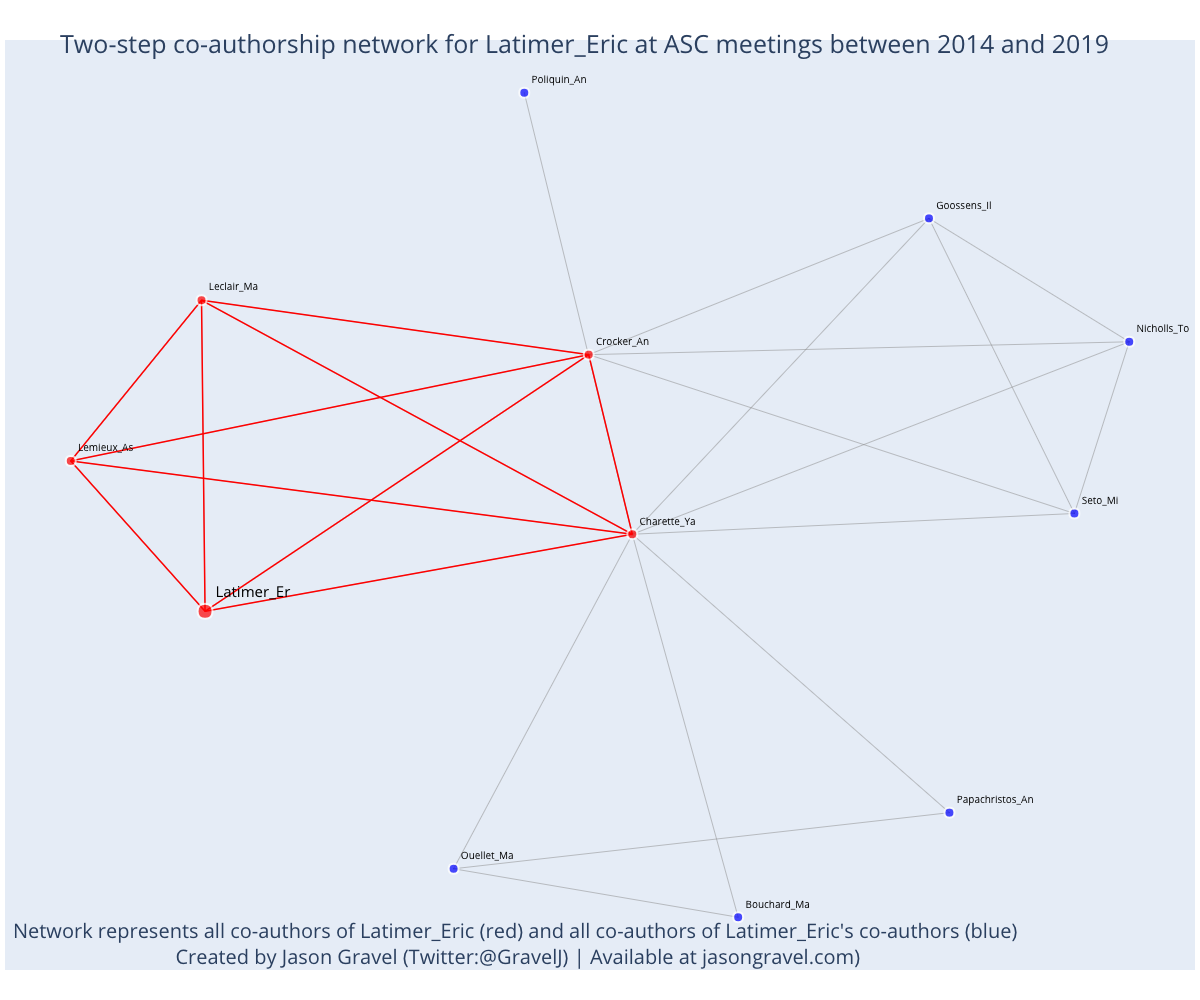 Two-step co-authorship network for Latimer_Eric at ASC meetings between 2014 and 2019
Poliquin_An
Goossens_Il
Leclair_Ma
Nicholls_To
Crocker_An
Lemieux_As
Seto_Mi
Charette_Ya
Latimer_Er
Papachristos_An
Ouellet_Ma
Bouchard_Ma
Network represents all co-authors of Latimer_Eric (red) and all co-authors of Latimer_Eric's co-authors (blue)
Created by Jason Gravel (Twitter:@GravelJ) | Available at jasongravel.com)